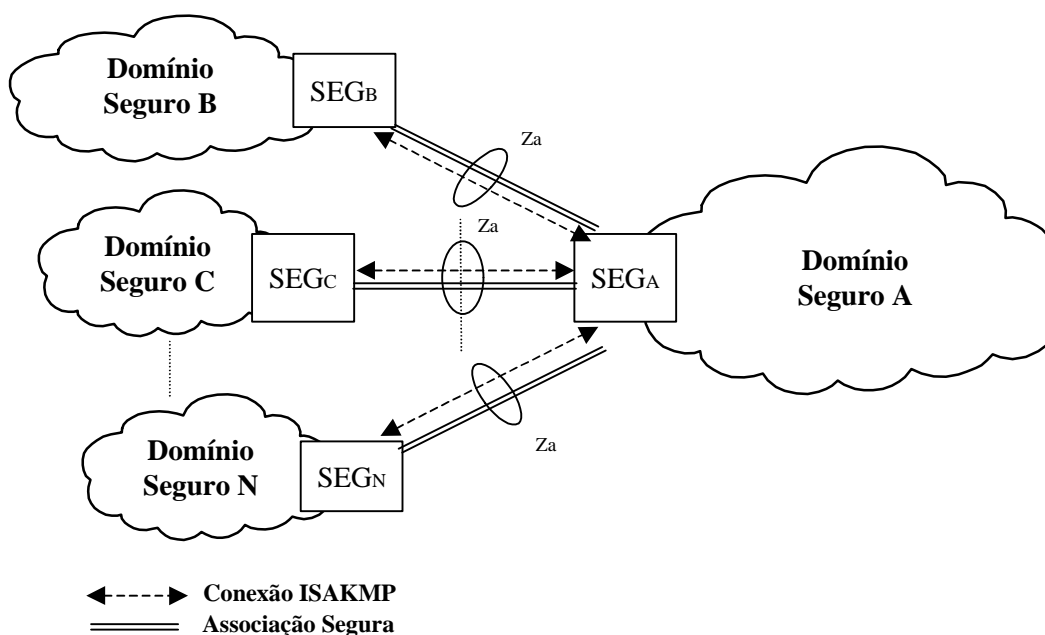 Domínio
Seguro B
SEGB
Za
Za
Domínio
Seguro C
SEGC
SEGA
Domínio
Seguro A
Domínio
Seguro N
SEGN
Za
Conexão ISAKMP
Associação Segura